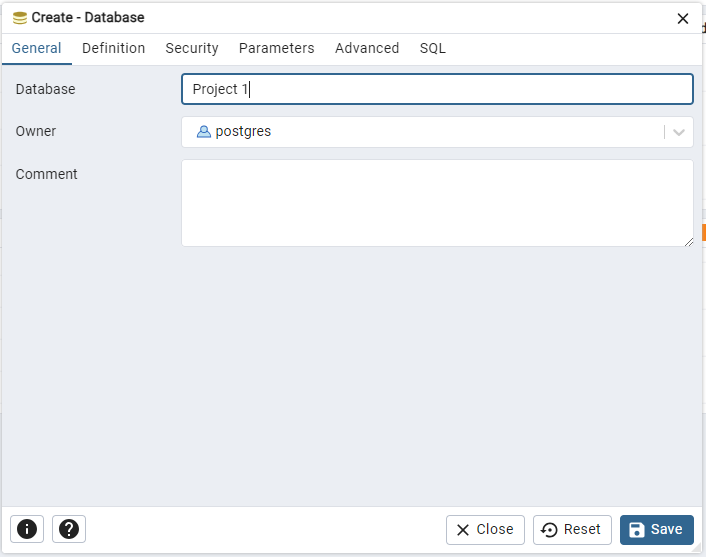 Create - Database
General Definition Security Parameters Advanced SQL
Database Project 1
Owner postgres
Comment
Close Reset Save